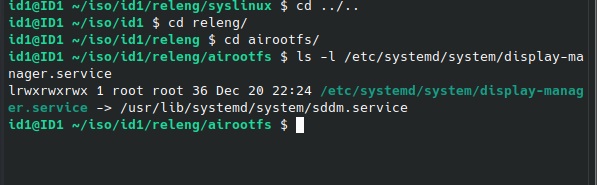 id1@ID1 ~/iso/id1/releng/syslinux $ cd ../..
id1@ID1 ~/iso/id1 $ cd releng/
id1@ID1 ~/iso/id1/releng $ cd airootfs/
id1@ID1 ~/iso/id1/releng/airootfs $ ls -l /etc/systemd/system/display-ma
nager.service
lrwxrwxrwx 1 root root 36 Dec 20 22:24 /etc/systemd/system/display-manag
er.service -> /usr/lib/systemd/system/sddm.service
id1@ID1 ~/iso/id1/releng/airootfs $